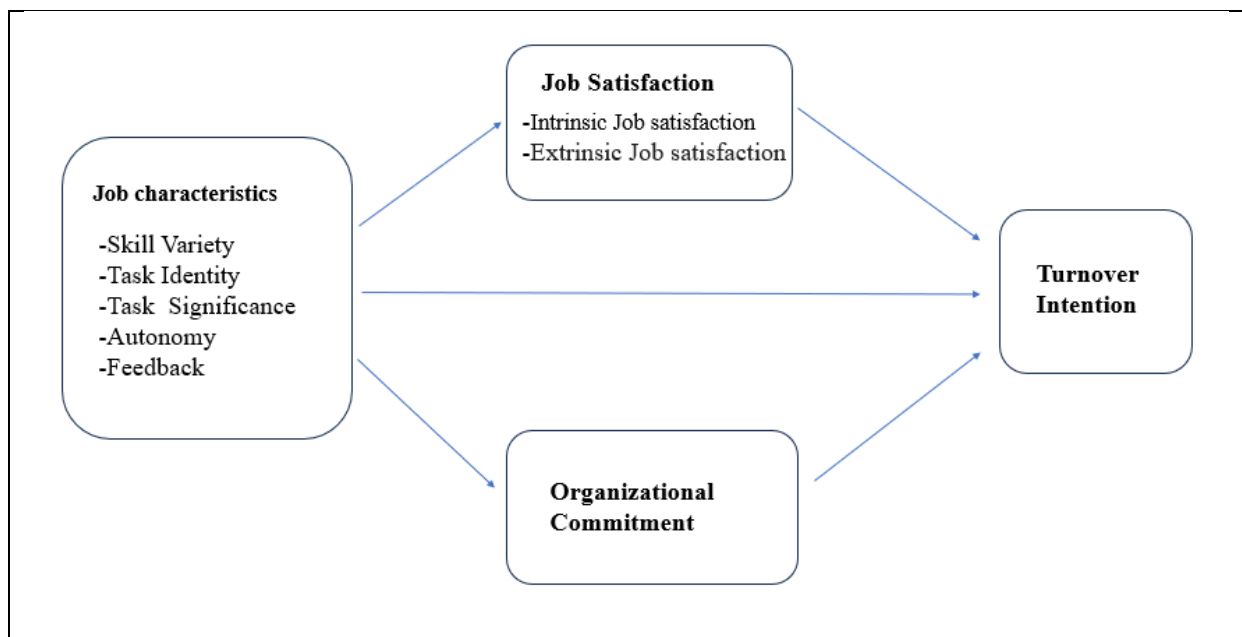 Job Satisfaction
-Intrinsic Job satisfaction
-Extrinsic Job satisfaction
Job characteristics
-Skill Variety
-Task Identity
-Task Significance
-Autonomy
-Feedback
Turnover
Intention
Organizational
Commitment